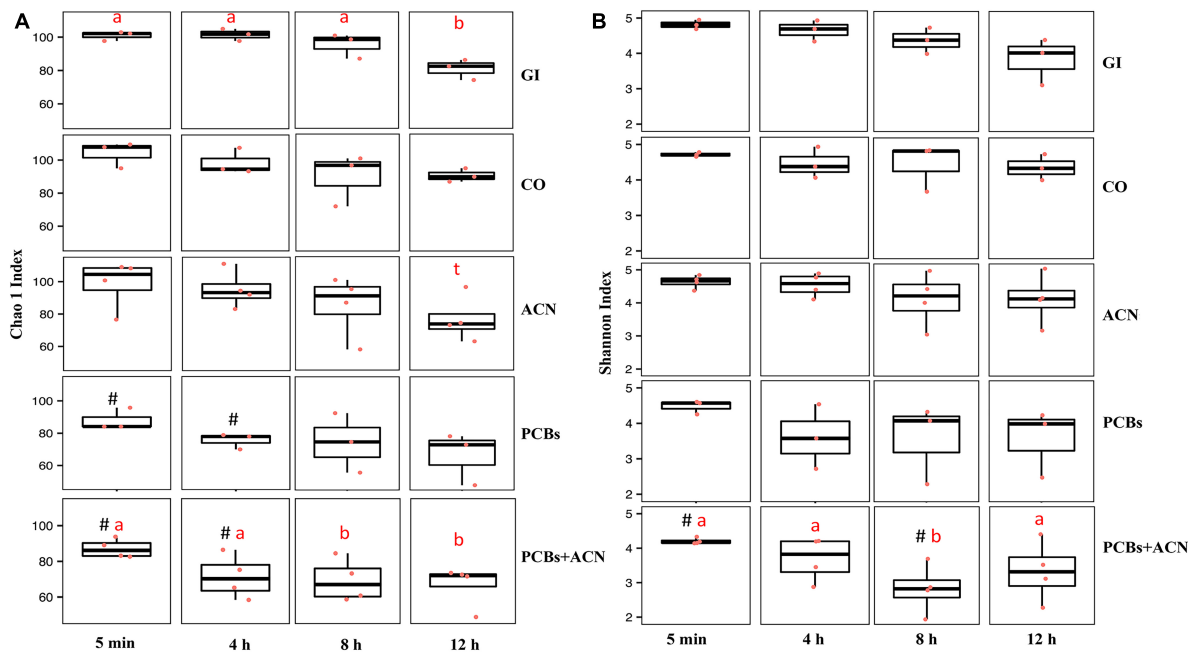 A
B
Chao 1 Index
Shannon Index
a a a b
100
80
60
GI
5
4
3
2
GI
100
80
60
CO
5
4
3
2
CO
t
100
80
60
ACN
5
4
3
2
ACN
# #
100
80
60
PCBs
5
4
3
2
PCBs
# a # a b b
100
80
60
PCBs+ACN
# a a # b a
4
3
2
PCBs+ACN
5 min 4 h 8 h 12 h
5 min 4 h 8 h 12 h